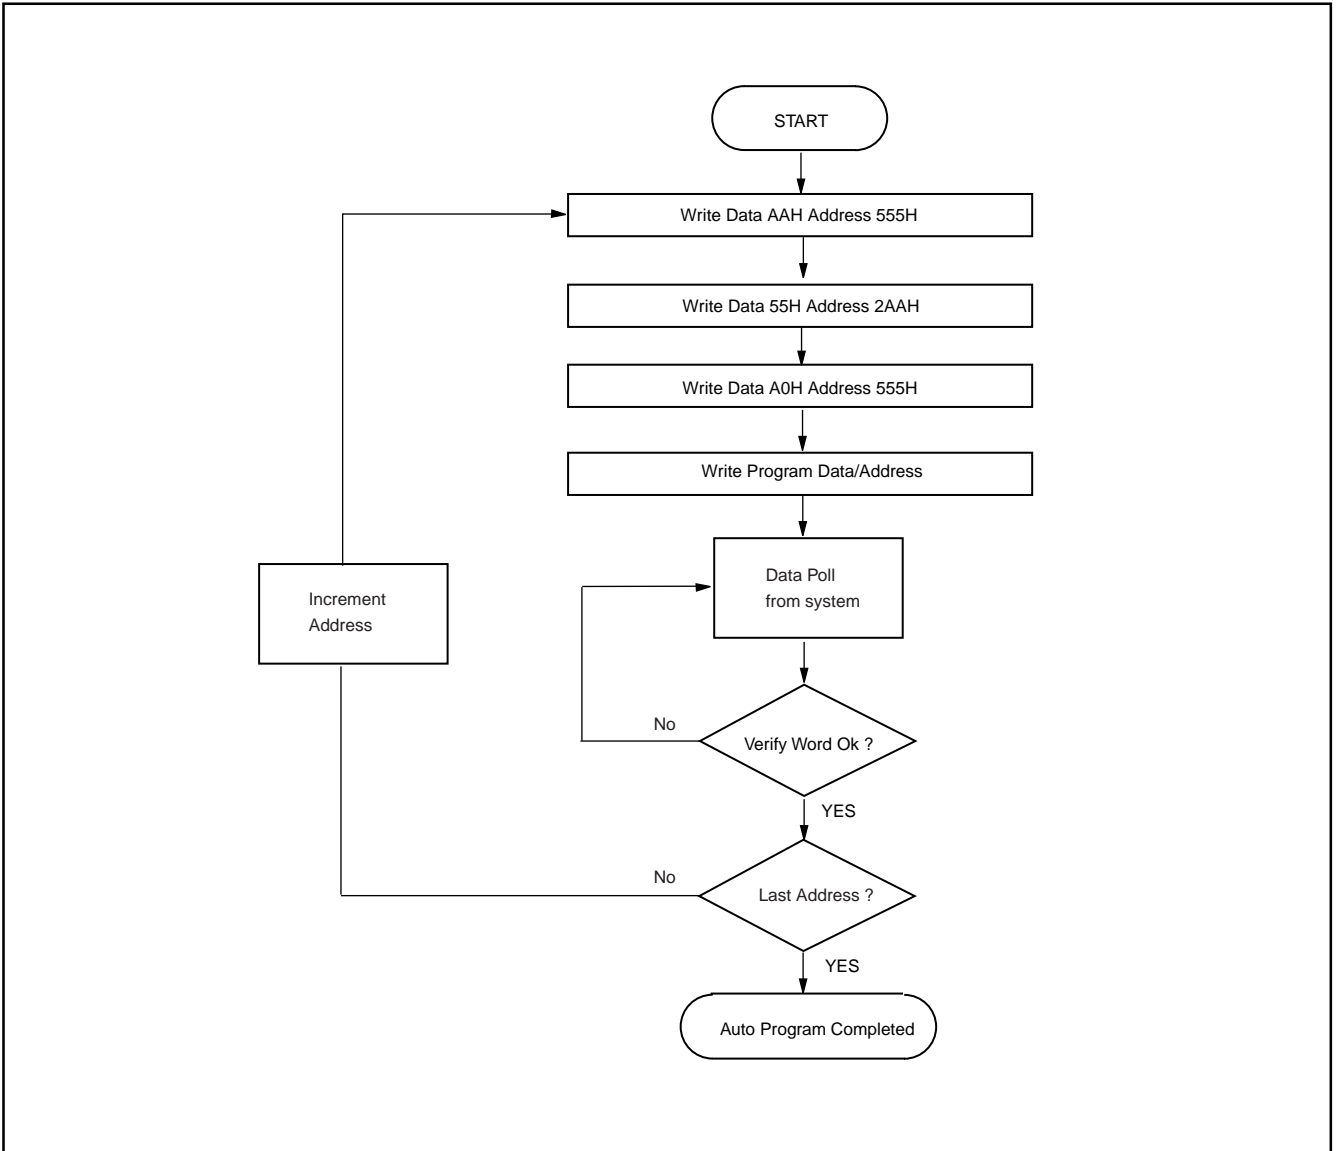 START
Write Data AAH Address 555H
Write Data 55H Address 2AAH
Write Data A0H Address 555H
Write Program Data/Address
Data Poll
from system
Increment
Address
No
Verify Word Ok ?
YES
No
Last Address ?
YES
Auto Program Completed